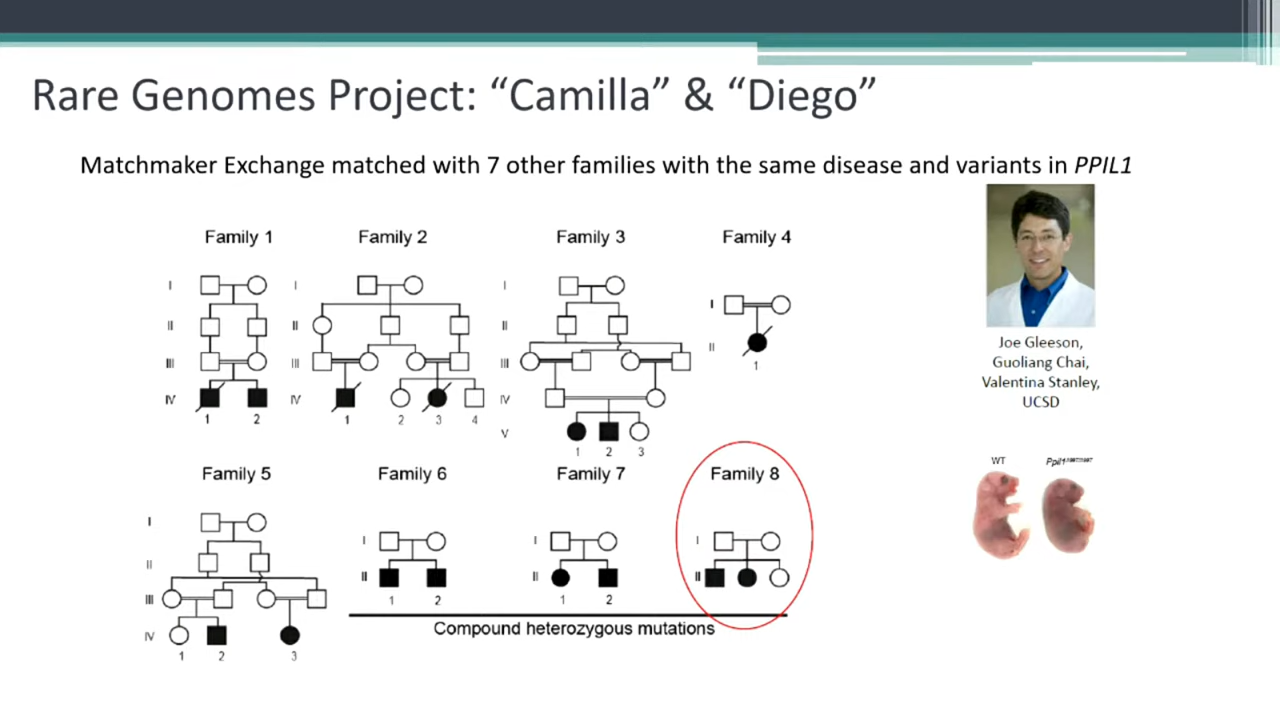 Rare Genomes Project: “Camilla” & “Diego”
Matchmaker Exchange matched with 7 other families with the same disease and variants in PPIL1
Family 1
I
II
III
IV
1 2
Family 2
I
II
III
IV
1 2 3 4
Family 3
I
II
III
IV
V
1 2 3
Family 4
I
II
1
Joe Gleeson,
Guoliang Chai,
Valentina Stanley,
UCSD
Family 5
I
II
III
IV
1 2 3
Family 6
I
II
1 2
Family 7
I
II
1 2
Family 8
I
II
Compound heterozygous mutations
WT
Ppil1